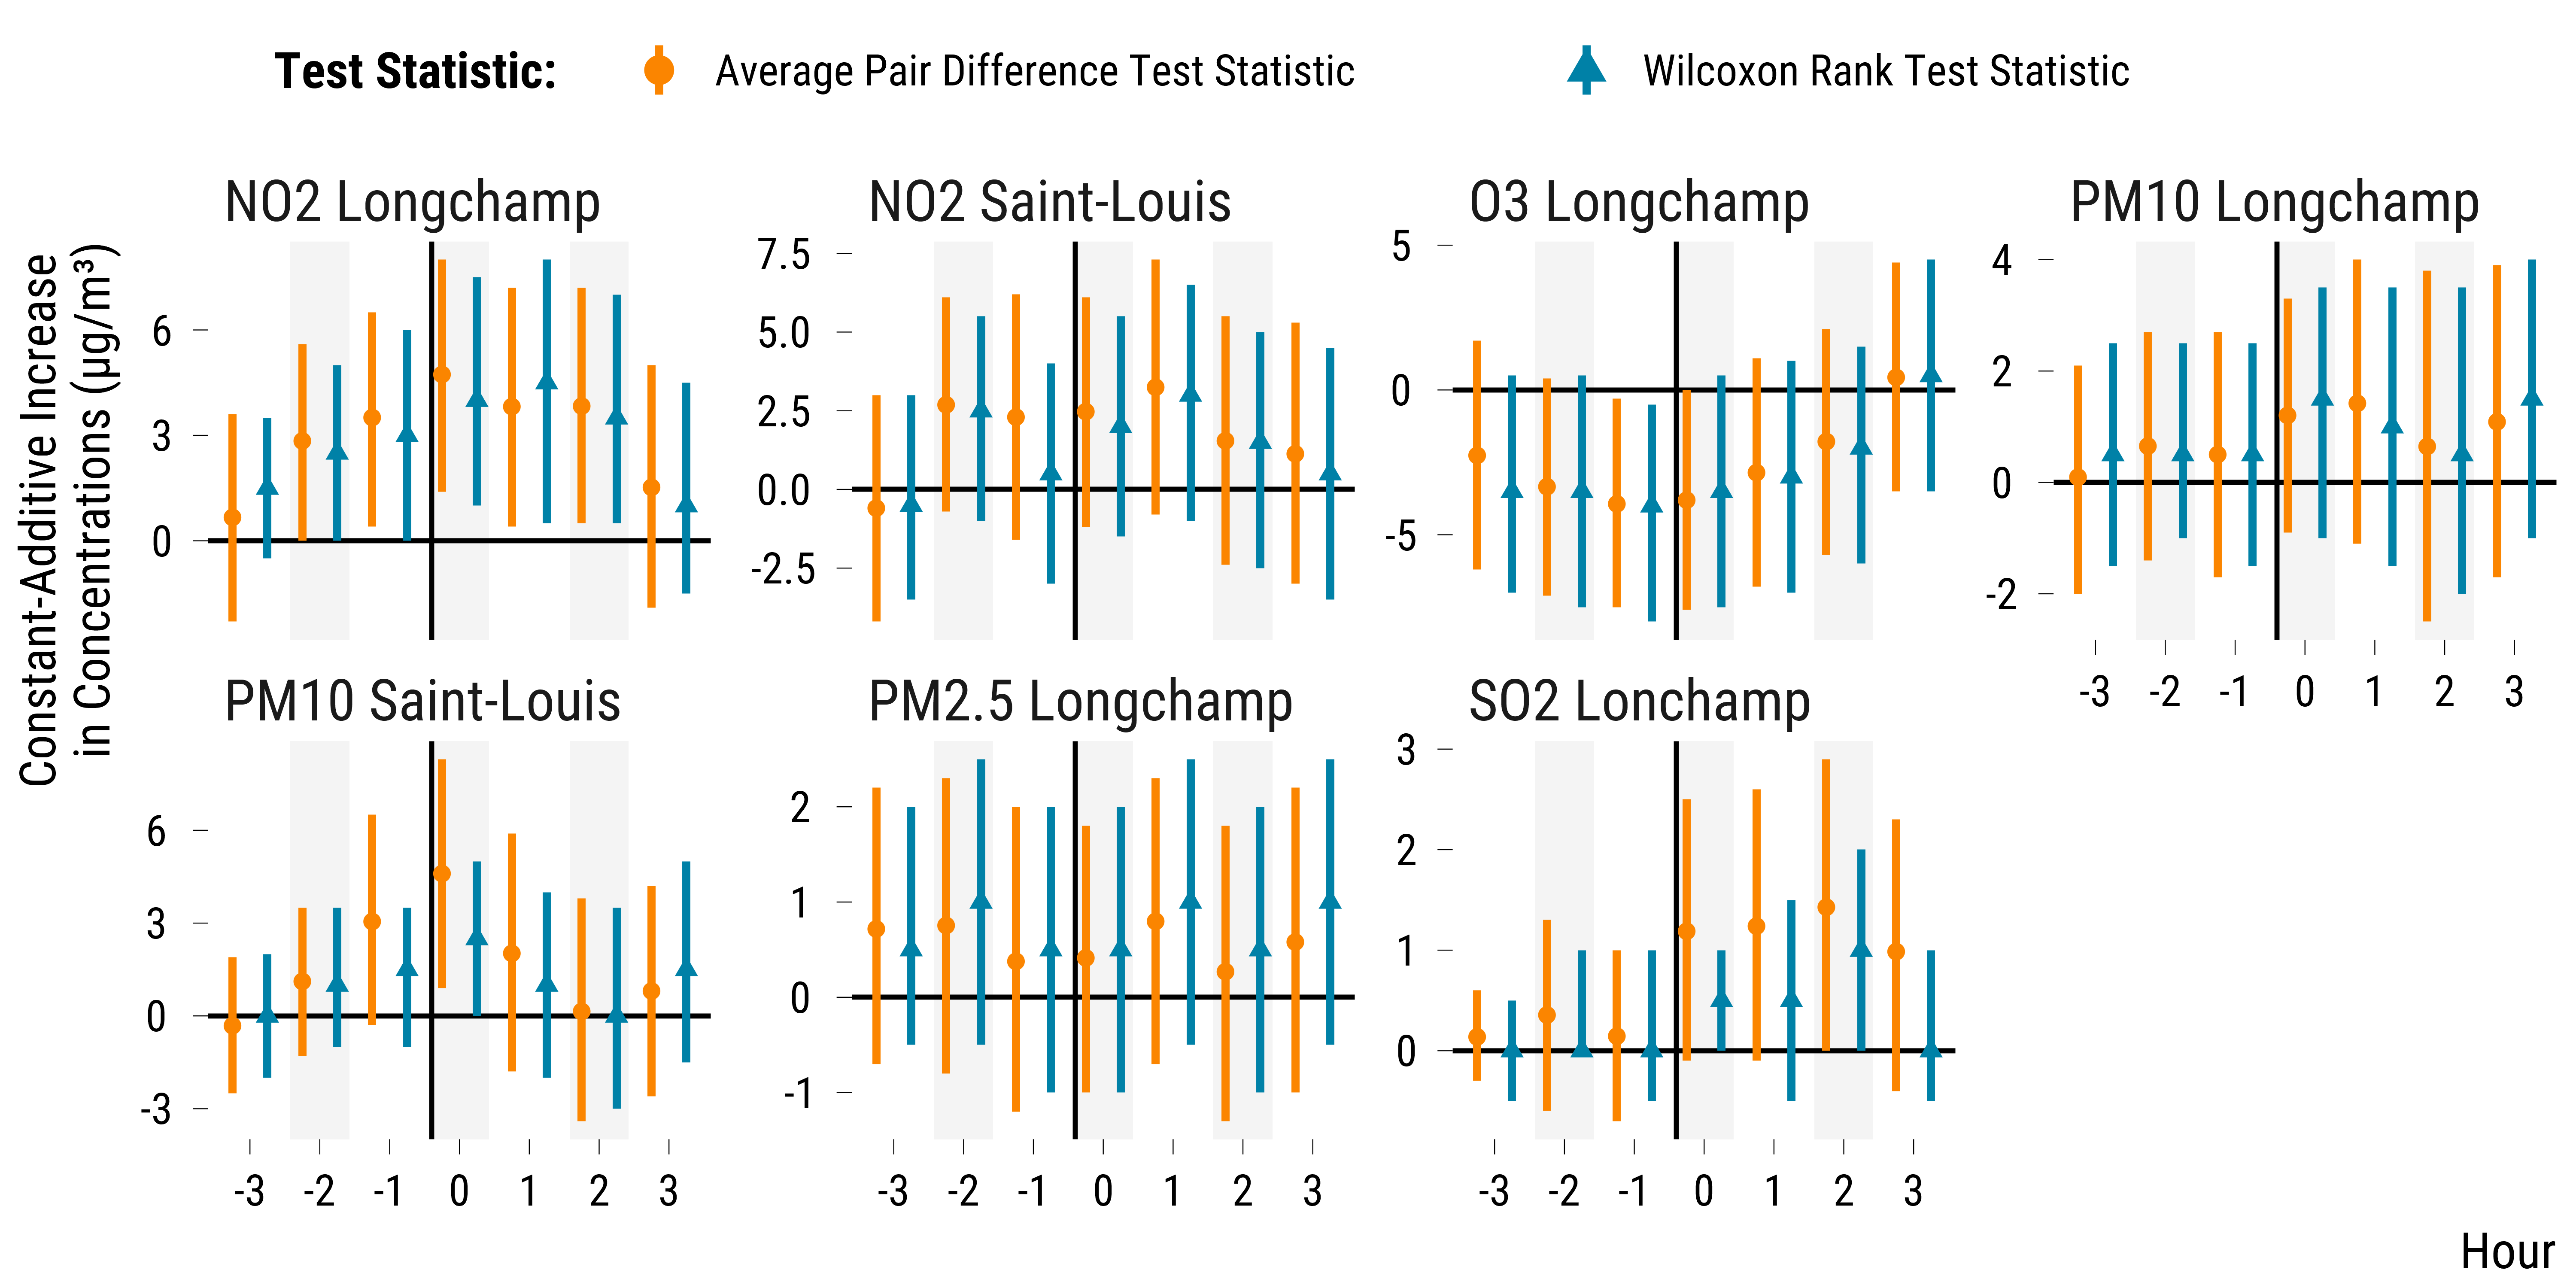 Test Statistic: Average Pair Difference Test Statistic Wilcoxon Rank Test Statistic
Constant-Additive Increase
in Concentrations (µg/m³)
NO2 Longchamp
6
3
0
NO2 Saint-Louis
7.5
5.0
2.5
0.0
-2.5
O3 Longchamp
5
0
-5
PM10 Longchamp
4
2
0
-2
-3 -2 -1 0 1 2 3
PM10 Saint-Louis
6
3
0
-3
-3 -2 -1 0 1 2 3
PM2.5 Longchamp
2
1
0
-1
-3 -2 -1 0 1 2 3
SO2 Lonchamp
3
2
1
0
-3 -2 -1 0 1 2 3
Hour